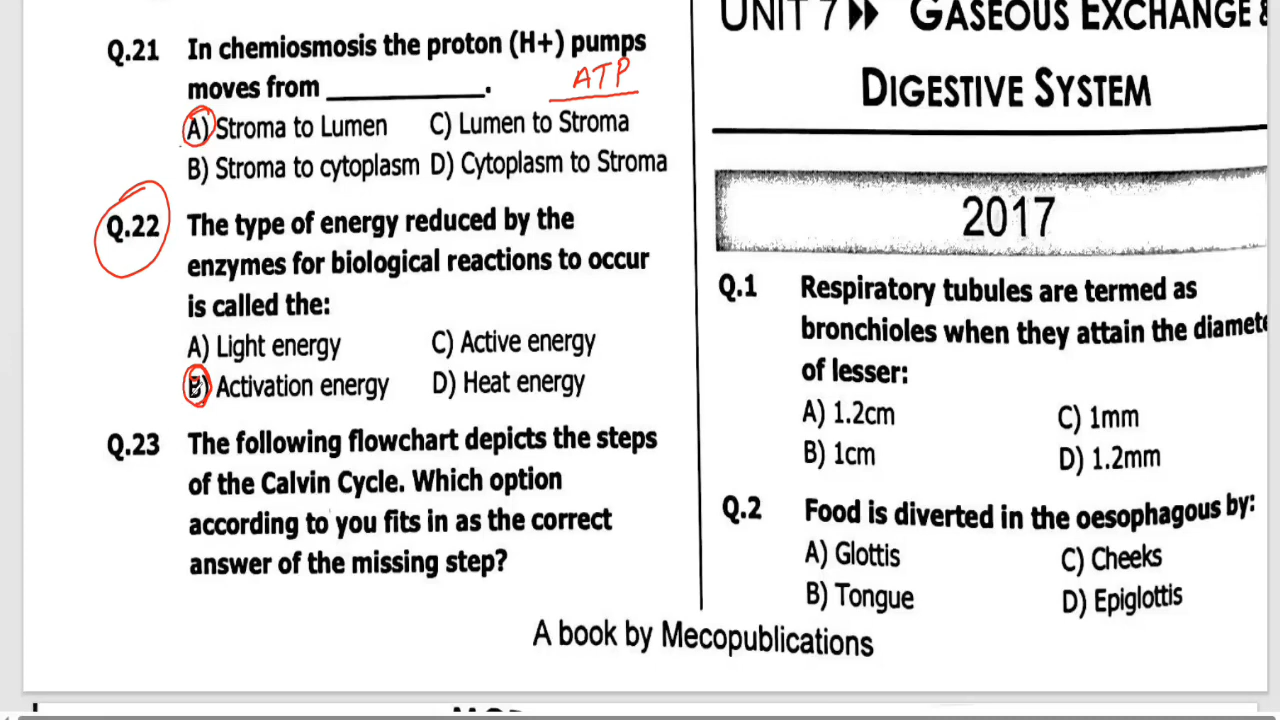 Q.21 In chemiosmosis the proton (H+) pumps
moves from ____________.
ATP
A) Stroma to Lumen C) Lumen to Stroma
B) Stroma to cytoplasm D) Cytoplasm to Stroma
Q.22 The type of energy reduced by the
enzymes for biological reactions to occur
is called the:
A) Light energy C) Active energy
B) Activation energy D) Heat energy
Q.23 The following flowchart depicts the steps
of the Calvin Cycle. Which option
according to you fits in as the correct
answer of the missing step?
UNIT 7 GASEOUS EXCHANGE &
DIGESTIVE SYSTEM
2017
Q.1 Respiratory tubules are termed as
bronchioles when they attain the diamete
of lesser:
A) 1.2cm C) 1mm
B) 1cm D) 1.2mm
Q.2 Food is diverted in the oesophagous by:
A) Glottis C) Cheeks
B) Tongue D) Epiglottis
A book by Mecopublications